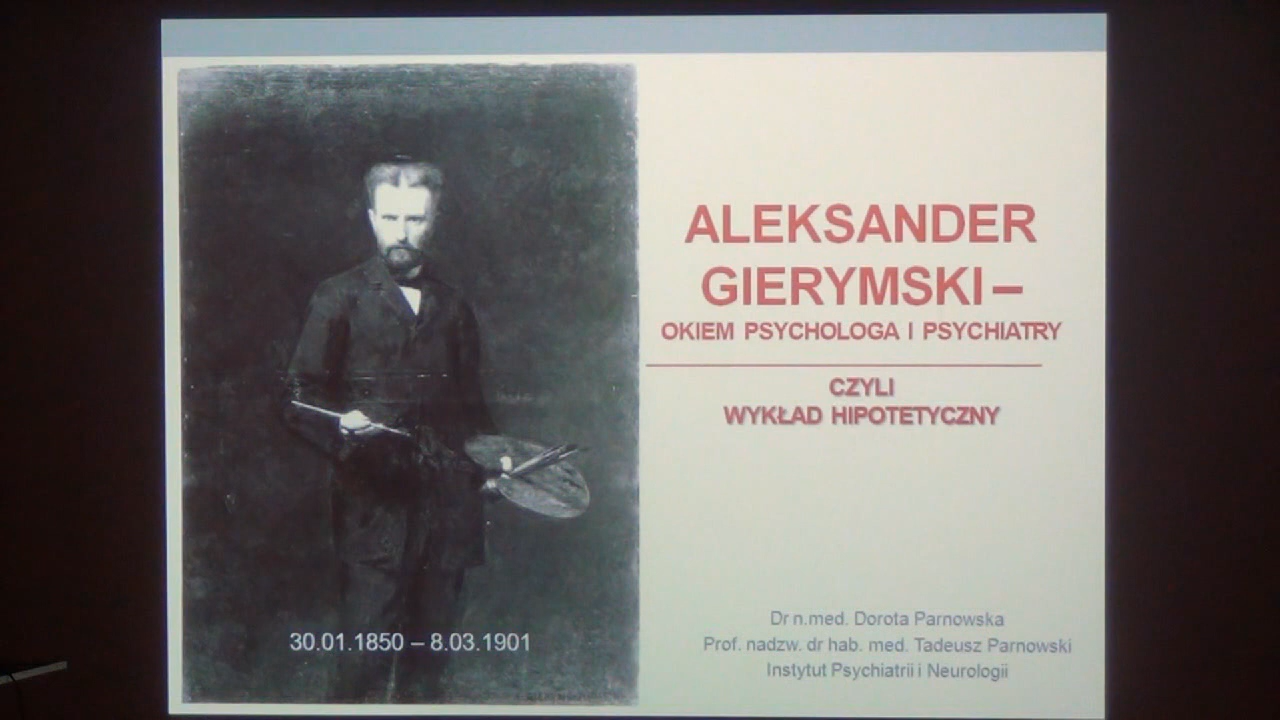 ALEKSANDER
GIERYMSKI –
OKIEM PSYCHOLOGA I PSYCHIATRY
CZYLI
WYKŁAD HIPOTETYCZNY
30.01.1850 – 8.03.1901
Dr n.med. Dorota Parnowska
Prof. nadzw. dr hab. med. Tadeusz Parnowski
Instytut Psychiatrii i Neurologii